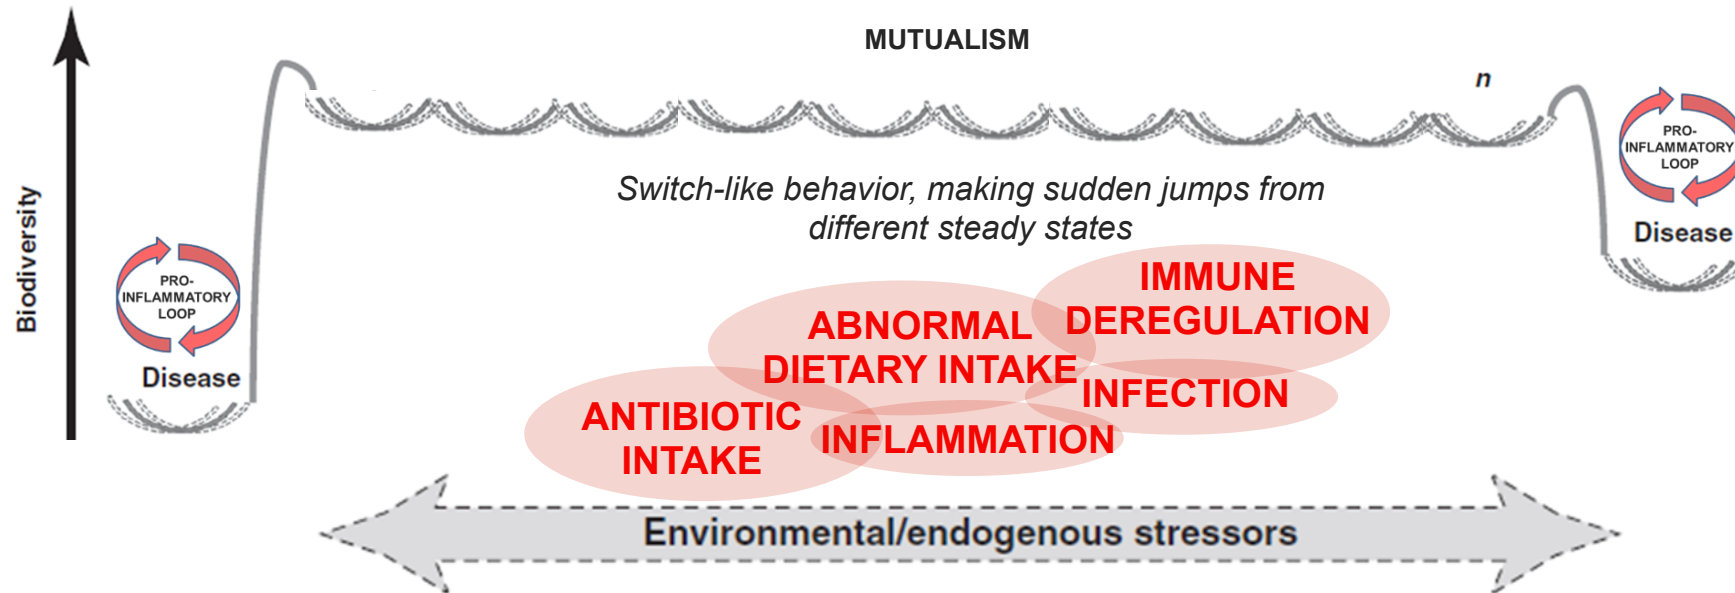 MUTUALISM
n
Biodiversity
Switch-like behavior, making sudden jumps from
different steady states
PRO-
INFLAMMATORY
LOOP
Disease
PRO-
INFLAMMATORY
LOOP
Disease
IMMUNE
DEREGULATION
ABNORMAL
DIETARY INTAKE
INFECTION
ANTIBIOTIC
INTAKE
INFLAMMATION
Environmental/endogenous stressors